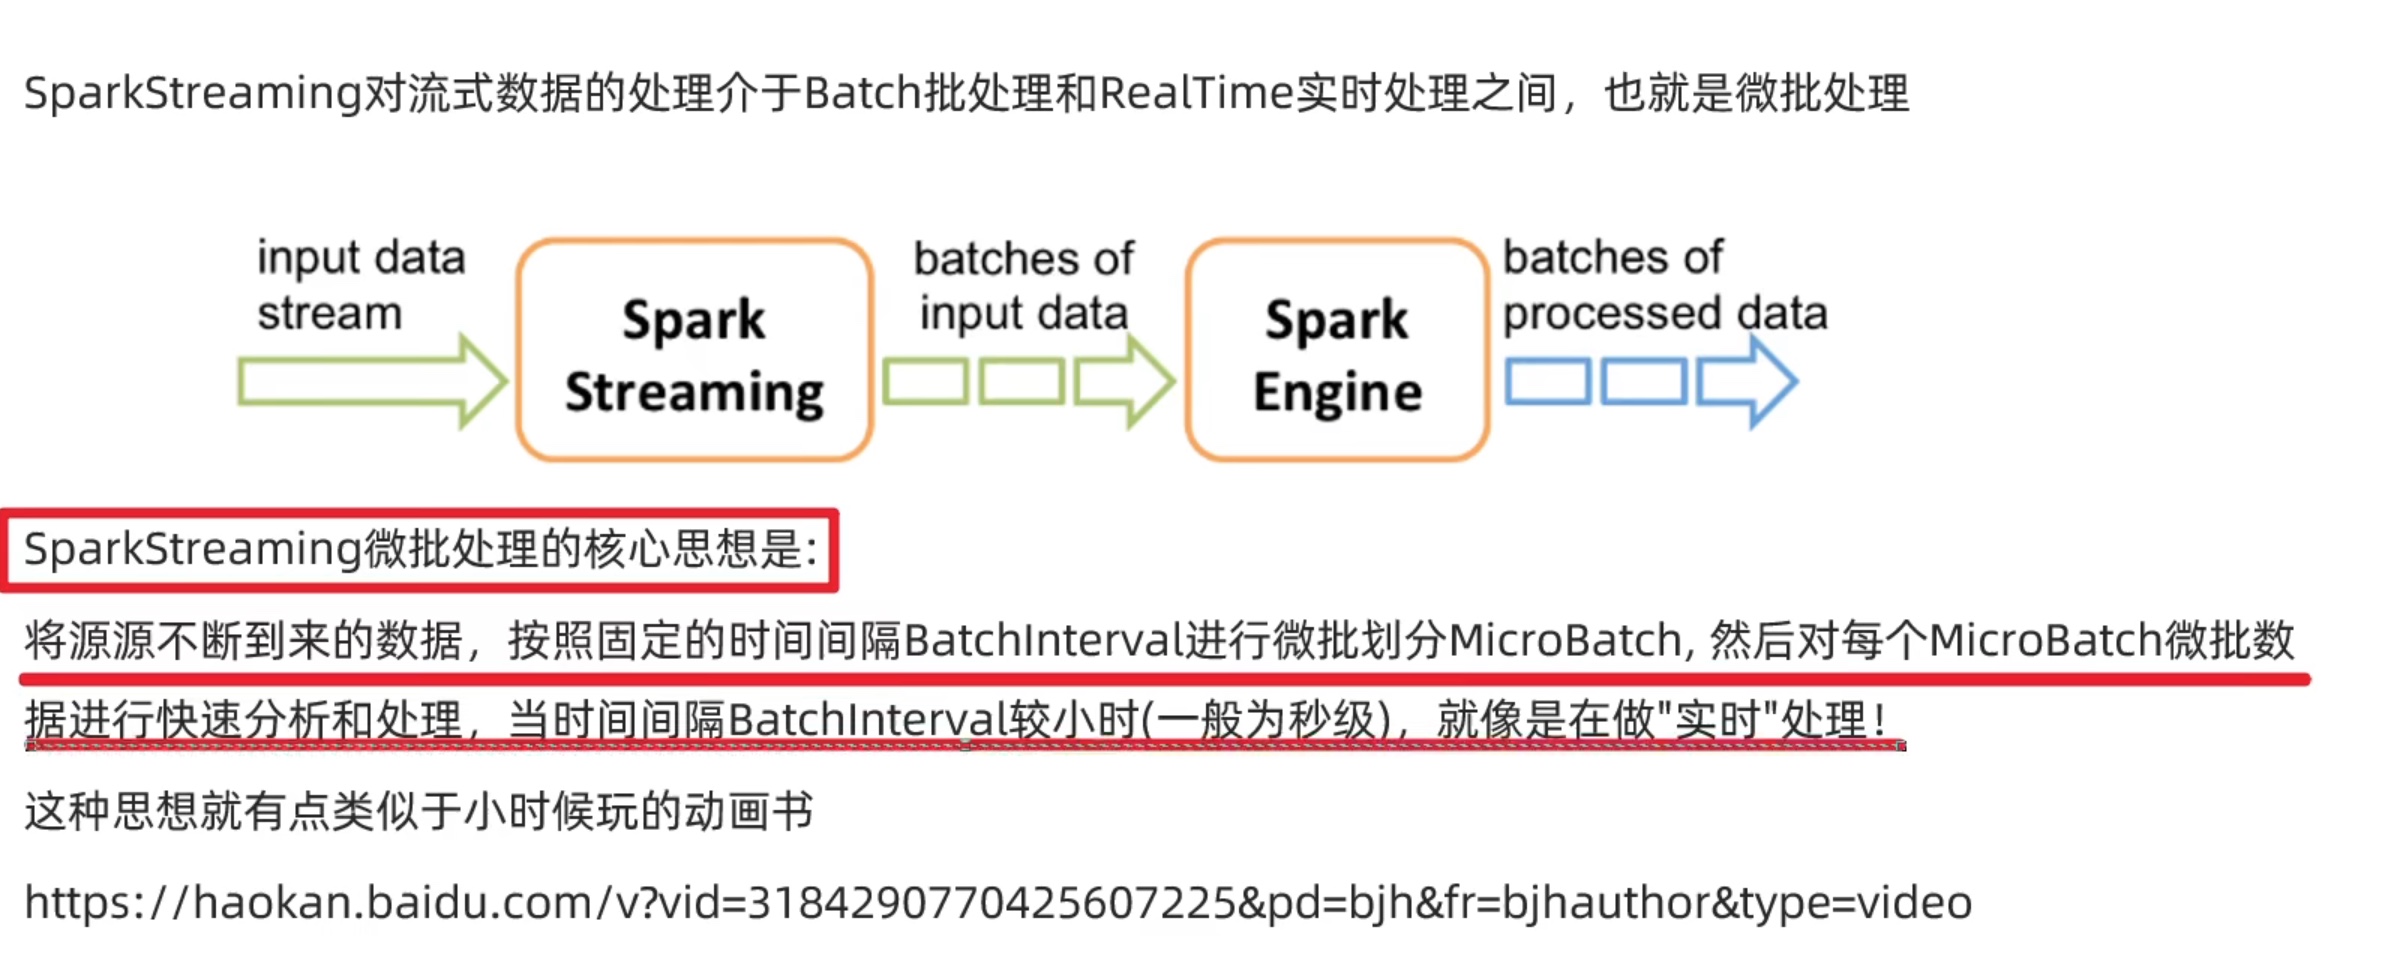 SparkStreaming对流式数据的处理介于Batch批处理和RealTime实时处理之间，也就是微批处理
input data
stream
Spark
Streaming
batches of
input data
Spark
Engine
batches of
processed data
SparkStreaming微批处理的核心思想是:
将源源不断到来的数据，按照固定的时间间隔BatchInterval进行微批划分MicroBatch, 然后对每个MicroBatch微批数
据进行快速分析和处理，当时间间隔BatchInterval较小时(一般为秒级)，就像是在做"实时"处理！
这种思想就有点类似于小时候玩的动画书
https://haokan.baidu.com/v?vid=3184290770425607225&pd=bjh&fr=bjhauthor&type=video